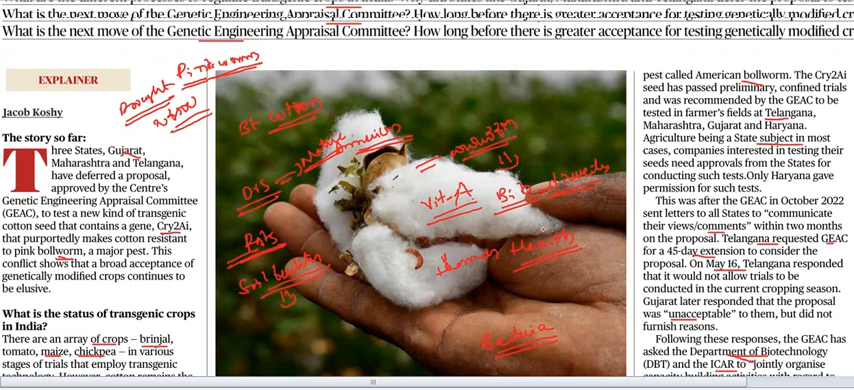 What is the next move of the Genetic Engineering Appraisal Committee? How long before there is greater acceptance for testing genetically modified cr
What is the next move of the Genetic Engineering Appraisal Committee? How long before there is greater acceptance for testing genetically modified cr
EXPLAINER
Jacob Koshy
The story so far:
Three States, Gujarat,
Maharashtra and Telangana,
have deferred a proposal,
approved by the Centre's
Genetic Engineering Appraisal Committee
(GEAC), to test a new kind of transgenic
cotton seed that contains a gene, Cry2Ai,
that purportedly makes cotton resistant
to pink bollworm, a major pest. This
conflict shows that a broad acceptance of
genetically modified crops continues to
be elusive.
What is the status of transgenic crops
in India?
There are an array of crops — brinjal,
tomato, maize, chickpea — in various
stages of trials that employ transgenic
technology. However, cotton remains the
Drought
Bt cotton
Vit-A
Pests
Soil
Human Health
Bacteria
pest called American bollworm. The Cry2Ai
seed has passed preliminary, confined trials
and was recommended by the GEAC to be
tested in farmer's fields at Telangana,
Maharashtra, Gujarat and Haryana.
Agriculture being a State subject in most
cases, companies interested in testing their
seeds need approvals from the States for
conducting such tests.Only Haryana gave
permission for such tests.
This was after the GEAC in October 2022
sent letters to all States to "communicate
their views/comments" within two months
on the proposal. Telangana requested GEAC
for a 45-day extension to consider the
proposal. On May 16, Telangana responded
that it would not allow trials to be
conducted in the current cropping season.
Gujarat later responded that the proposal
was "unacceptable" to them, but did not
furnish reasons.
Following these responses, the GEAC has
asked the Department of Biotechnology
(DBT) and the ICAR to "jointly organise